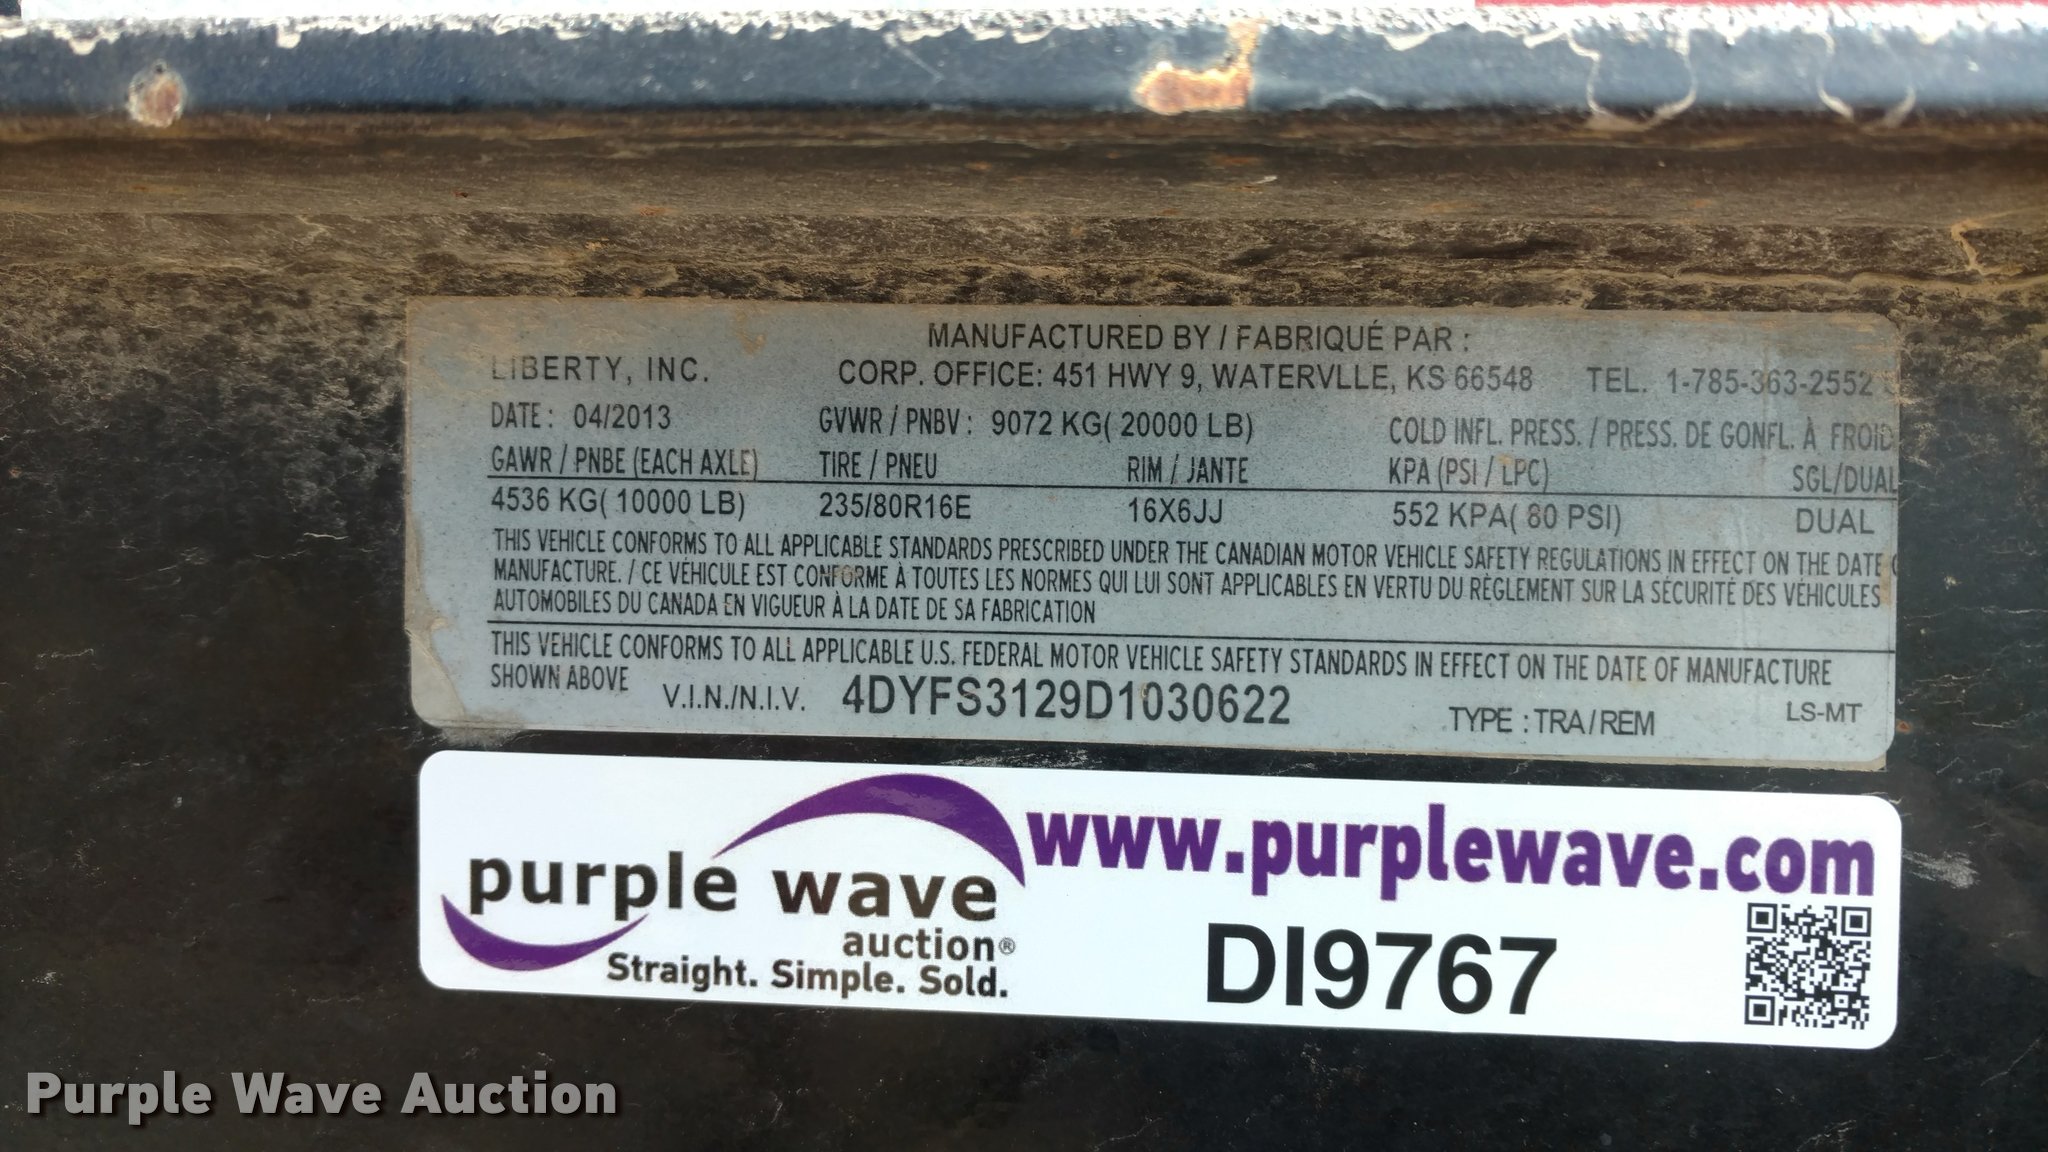 MANUFACTURED BY / FABRIQUÉ PAR :
LIBERTY, INC. CORP. OFFICE: 451 HWY 9, WATERVLLE, KS 66548 TEL. 1-785-363-2552
DATE: 04/2013 GVWR / PNBV : 9072 KG( 20000 LB) COLD INFL. PRESS. / PRESS. DE GONFL. À FROID
GAWR / PNBE (EACH AXLE) TIRE / PNEU RIM / JANTE KPA (PSI / LPC) SGL/DUAL
4536 KG( 10000 LB) 235/80R16E 16X6JJ 552 KPA( 80 PSI) DUAL
THIS VEHICLE CONFORMS TO ALL APPLICABLE STANDARDS PRESCRIBED UNDER THE CANADIAN MOTOR VEHICLE SAFETY REGULATIONS IN EFFECT ON THE DATE
MANUFACTURE. / CE VÉHICULE EST CONFORME À TOUTES LES NORMES QUI LUI SONT APPLICABLES EN VERTU DU RÈGLEMENT SUR LA SÉCURITÉ DES VÉHICULES
AUTOMOBILES DU CANADA EN VIGUEUR À LA DATE DE SA FABRICATION
THIS VEHICLE CONFORMS TO ALL APPLICABLE U.S. FEDERAL MOTOR VEHICLE SAFETY STANDARDS IN EFFECT ON THE DATE OF MANUFACTURE
SHOWN ABOVE V.I.N./N.I.V. 4DYFS3129D1030622 TYPE : TRA/REM LS-MT
purple wave
auction®
Straight. Simple. Sold.
www.purplewave.com
DI9767
Purple Wave Auction